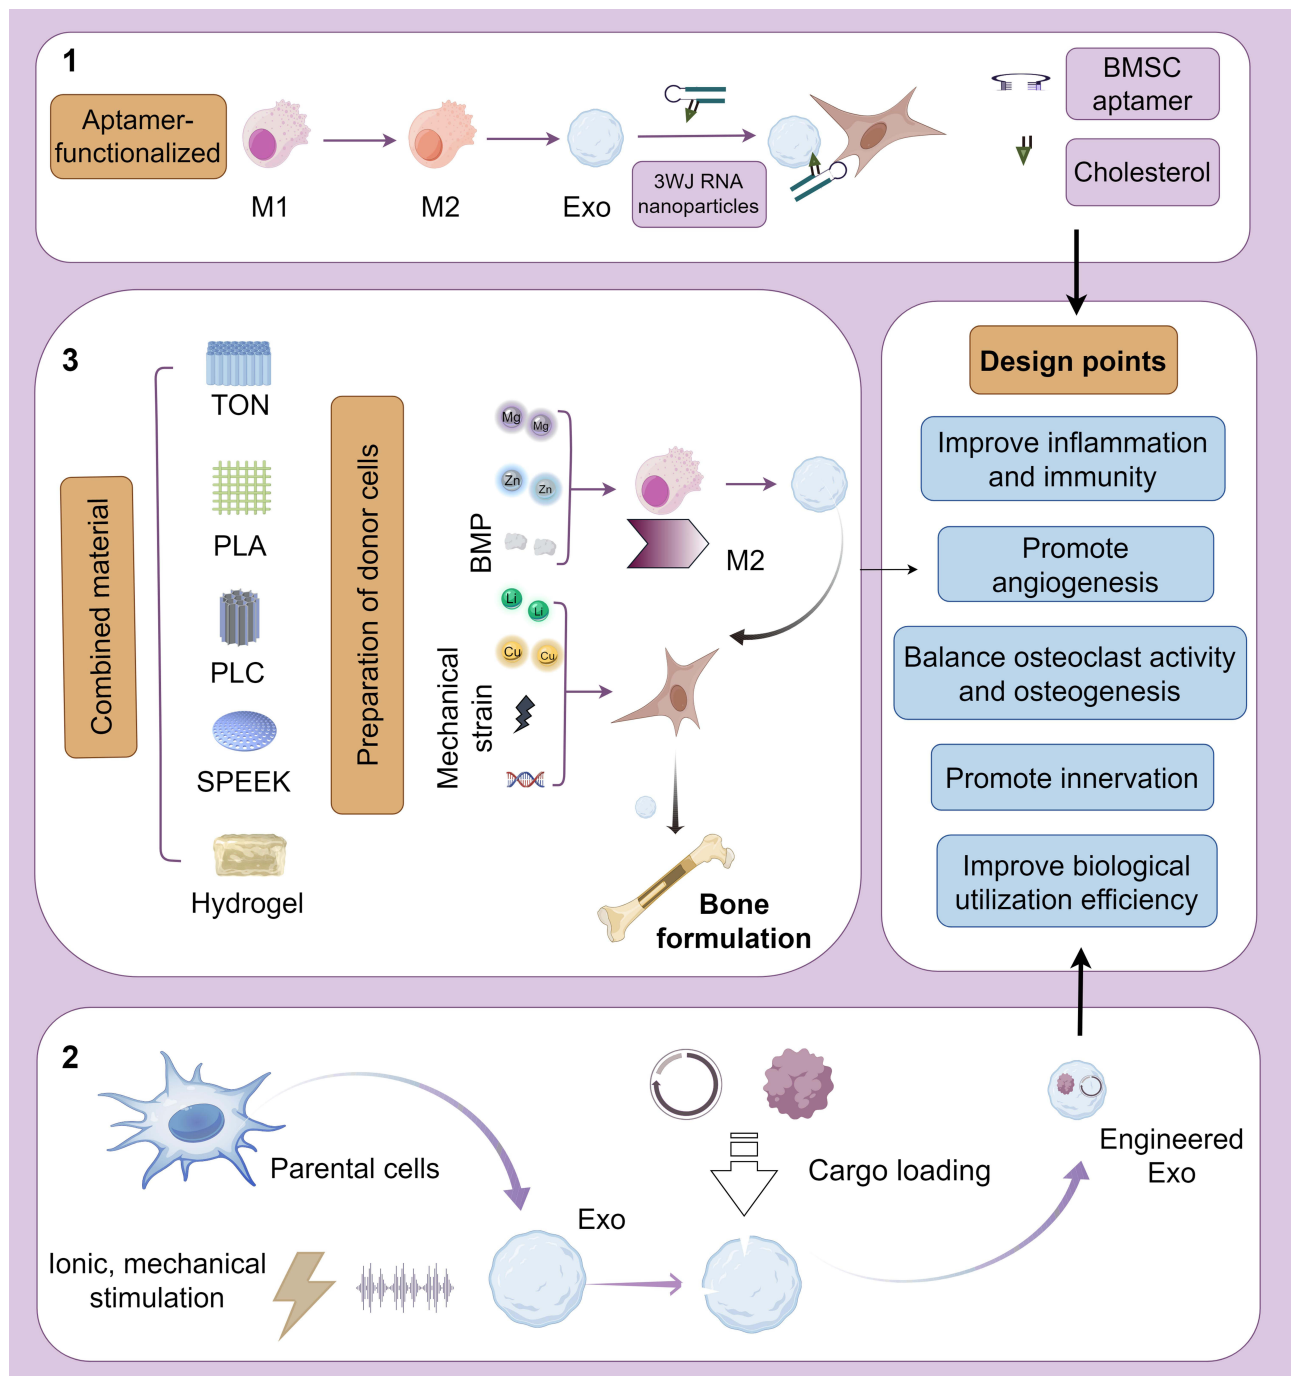 1
Aptamer-
functionalized
M1
M2
Exo
3WJ RNA
nanoparticles
BMSC
aptamer
Cholesterol
3
Combined material
TON
PLA
PLC
SPEEK
Hydrogel
Preparation of donor cells
BMP
Mg
Mg
Zn
Zn
M2
Mechanical
strain
Li
Li
Cu
Cu
Bone
formulation
Design points
Improve inflammation
and immunity
Promote
angiogenesis
Balance osteoclast activity
and osteogenesis
Promote innervation
Improve biological
utilization efficiency
2
Parental cells
Ionic, mechanical
stimulation
Exo
Cargo loading
Engineered
Exo